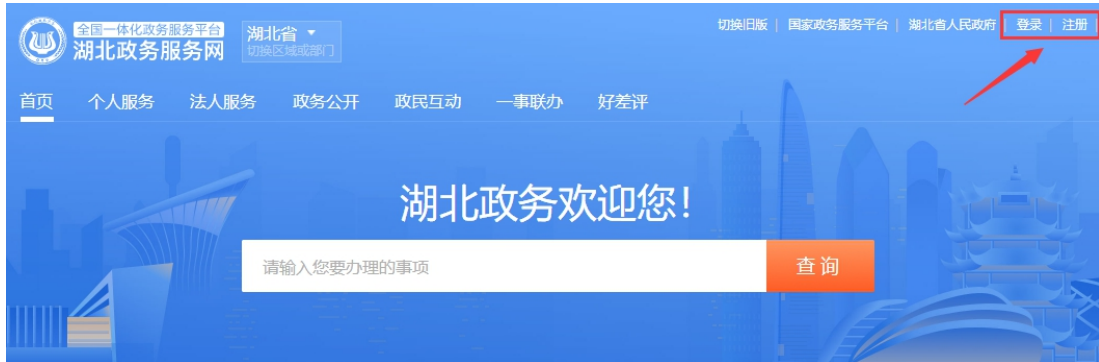 全国一体化政务服务平台
湖北政务服务网
湖北省
切换区域或部门
切换旧版 | 国家政务服务平台 | 湖北省人民政府 | 登录 | 注册 |
首页 个人服务 法人服务 政务公开 政民互动 一事联办 好差评
湖北政务欢迎您！
请输入您要办理的事项
查询